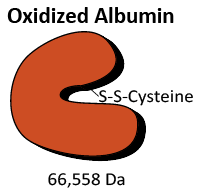 Oxidized Albumin
S-S-Cysteine
66,558 Da